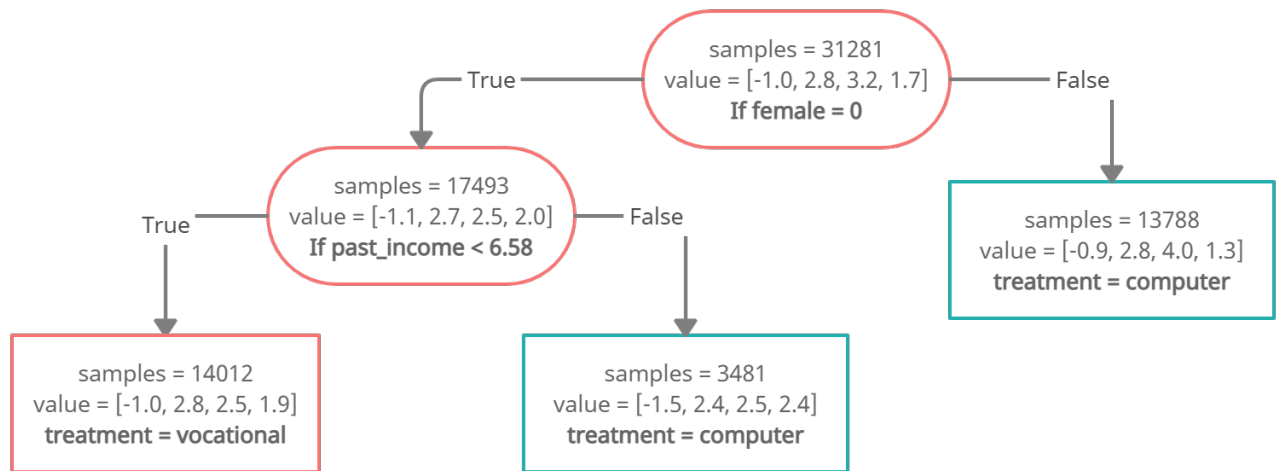 samples = 31281
value = [-1.0, 2.8, 3.2, 1.7]
If female = 0
True
False
samples = 17493
value = [-1.1, 2.7, 2.5, 2.0]
If past_income < 6.58
True
False
samples = 13788
value = [-0.9, 2.8, 4.0, 1.3]
treatment = computer
samples = 14012
value = [-1.0, 2.8, 2.5, 1.9]
treatment = vocational
samples = 3481
value = [-1.5, 2.4, 2.5, 2.4]
treatment = computer